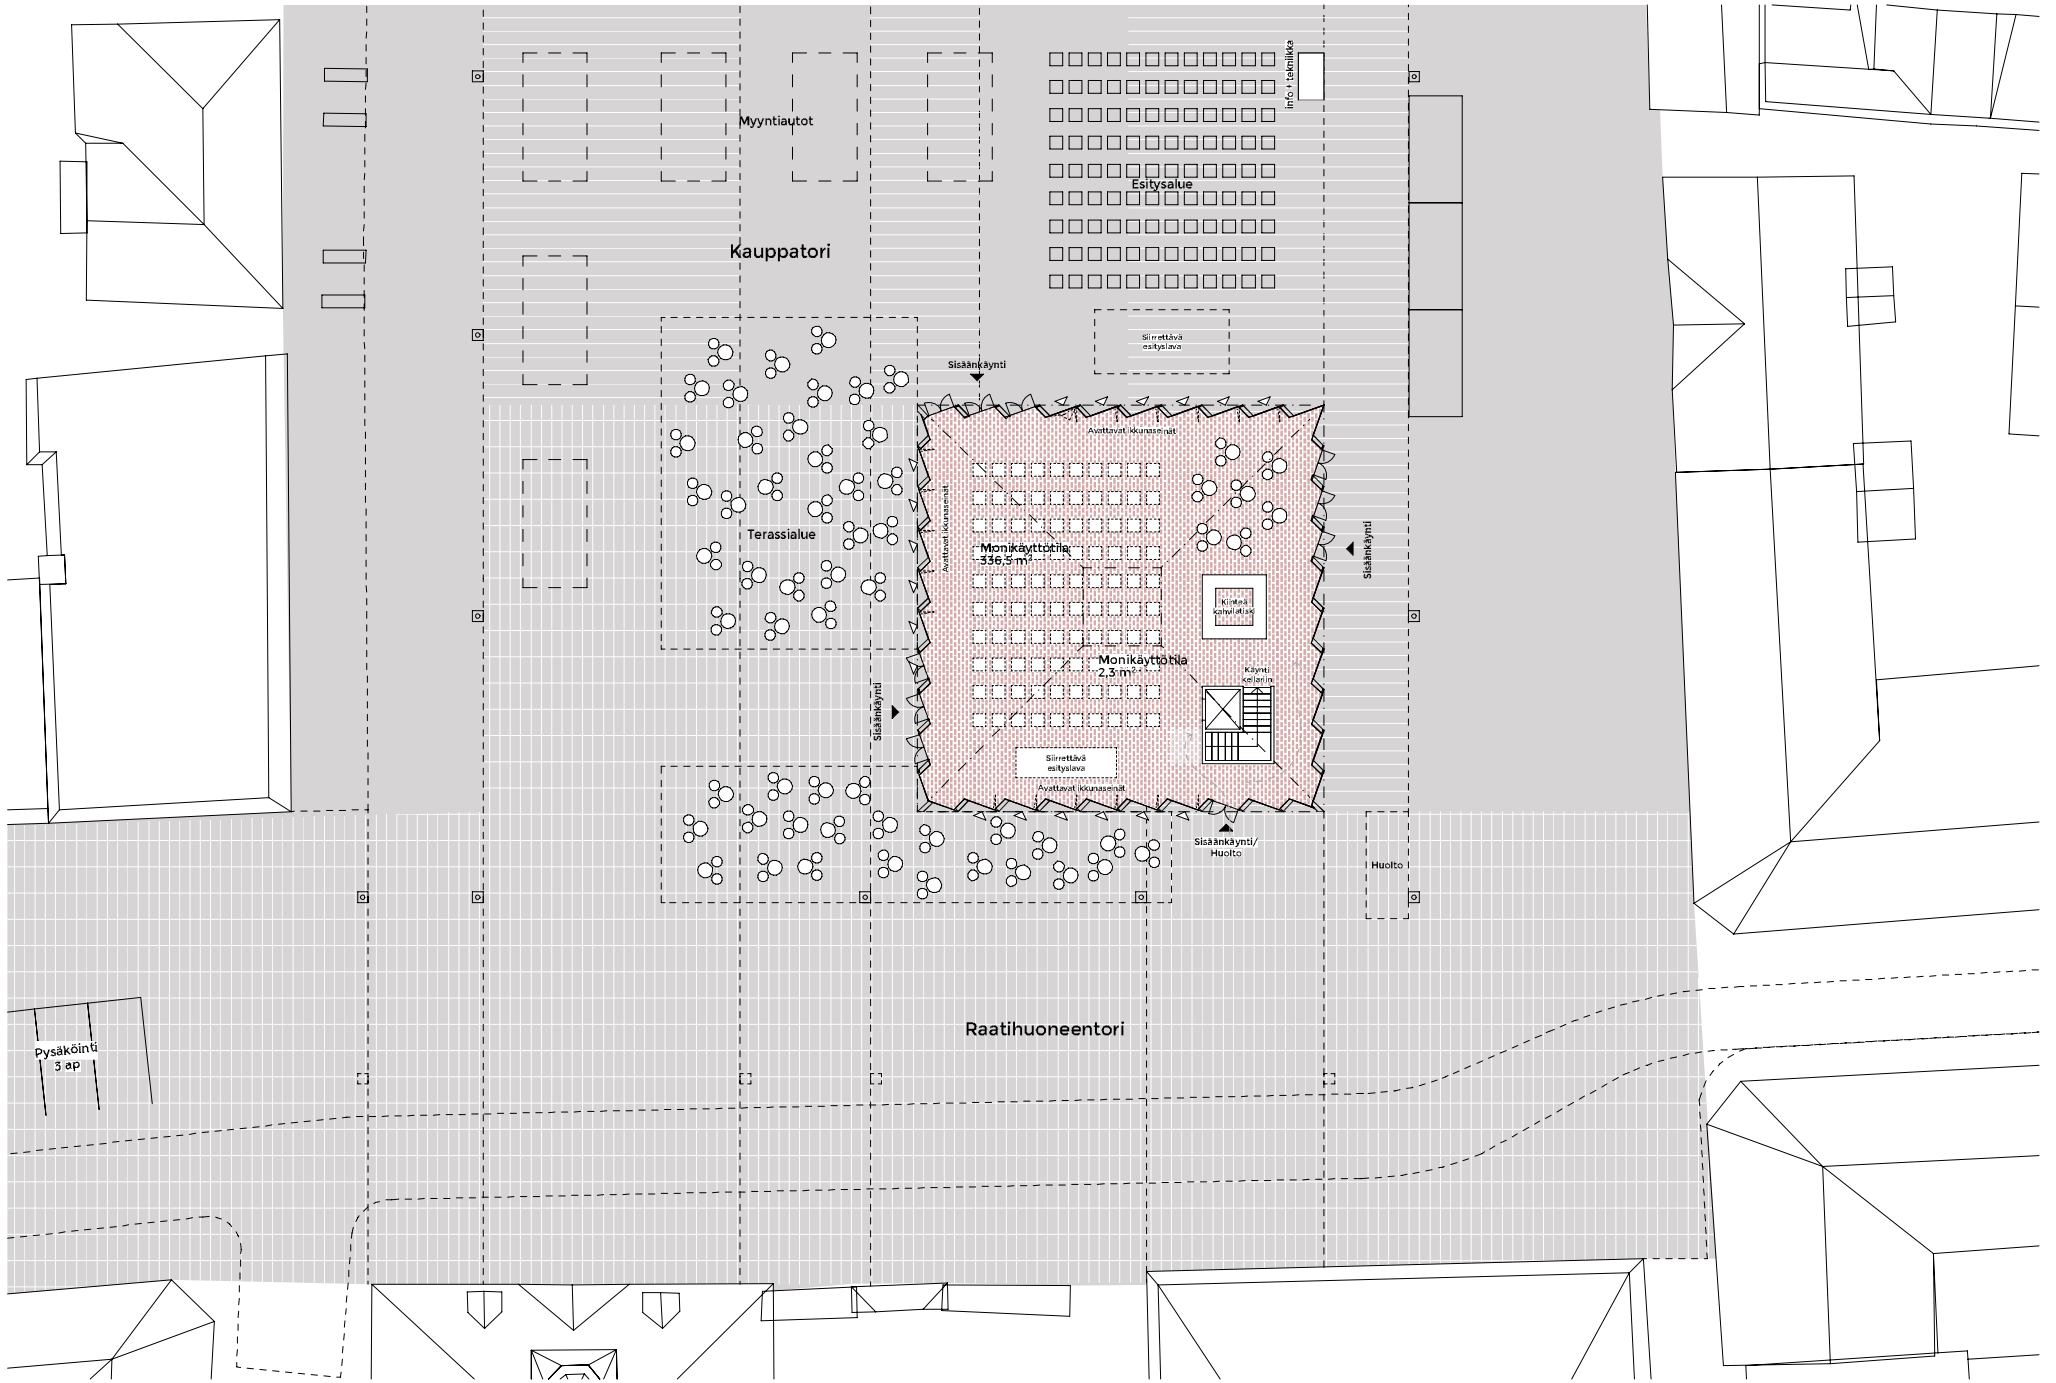 info + tekniikka
Myyntiautot
Esitysalue
Kauppatori
Siirrettävä
esityslava
Sisäänkäynti
Avattavat ikkunaseinät
Avattavat ikkunaseinät
Terassialue
Monikäyttötila
336,5 m²
Sisäänkäynti
Kiinteä
kahvilatiski
Monikäyttötila
2,3 m²
Käynti
kellariin
Sisäänkäynti
Siirrettävä
esityslava
Avattavat ikkunaseinät
Sisäänkäynti/
Huolto
Huolto
Raatihuoneentori
Pysäköinti
3 ap